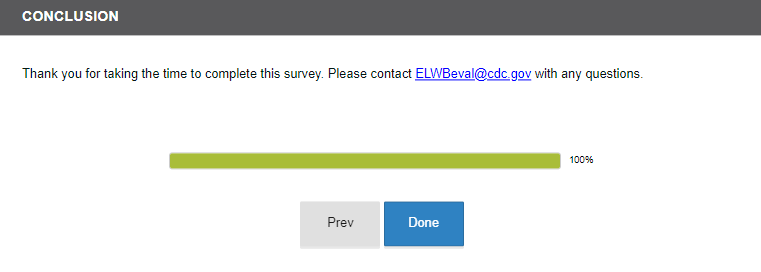 CONCLUSION
Thank you for taking the time to complete this survey. Please contact ELWBeval@cdc.gov with any questions.
100%
Prev
Done